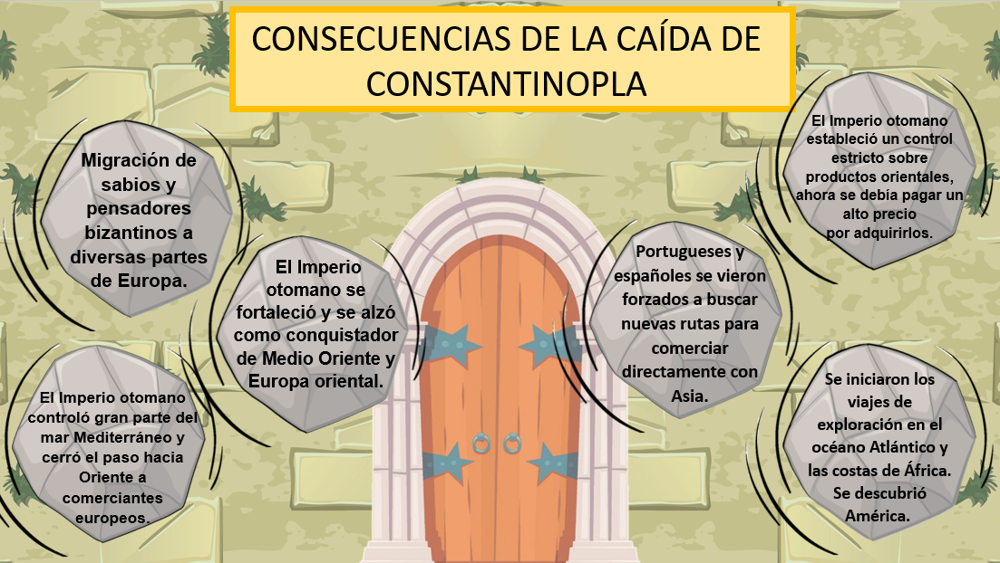 CONSECUENCIAS DE LA CAÍDA DE
CONSTANTINOPLA
Migración de
sabios y
pensadores
bizantinos a
diversas partes
de Europa.
El Imperio
otomano se
fortaleció y se alzó
como conquistador
de Medio Oriente y
Europa oriental.
El Imperio otomano
controló gran parte del
mar Mediterráneo y
cerró el paso hacia
Oriente a
comerciantes
europeos.
Portugueses y
españoles se vieron
forzados a buscar
nuevas rutas para
comerciar
directamente con
Asia.
El Imperio otomano
estableció un control
estricto sobre
productos orientales,
ahora se debía pagar un
alto precio
por adquirirlos.
Se iniciaron los
viajes de
exploración en el
océano Atlántico y
las costas de África.
Se descubrió
América.